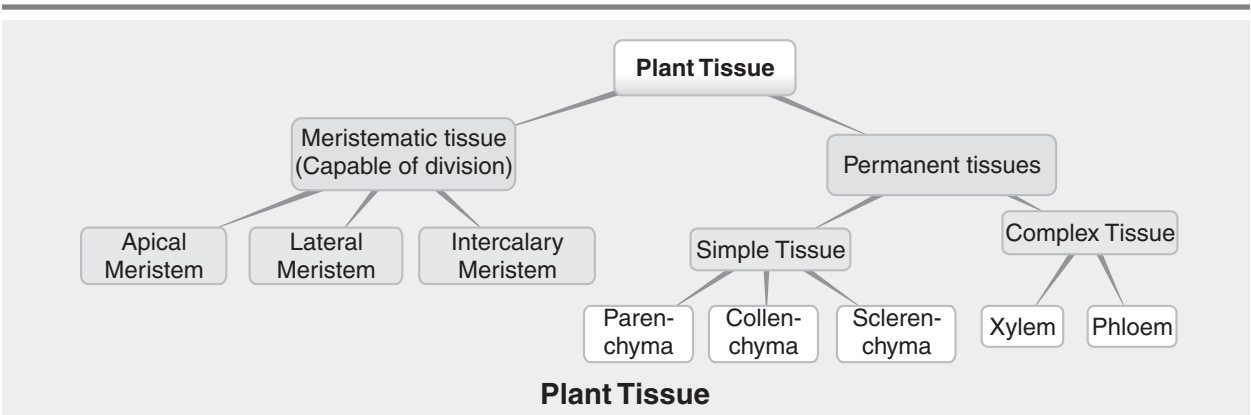 Plant Tissue
Meristematic tissue
(Capable of division)
Permanent tissues
Apical
Meristem
Lateral
Meristem
Intercalary
Meristem
Simple Tissue
Complex Tissue
Paren-
chyma
Collen-
chyma
Scleren-
chyma
Xylem
Phloem
Plant Tissue